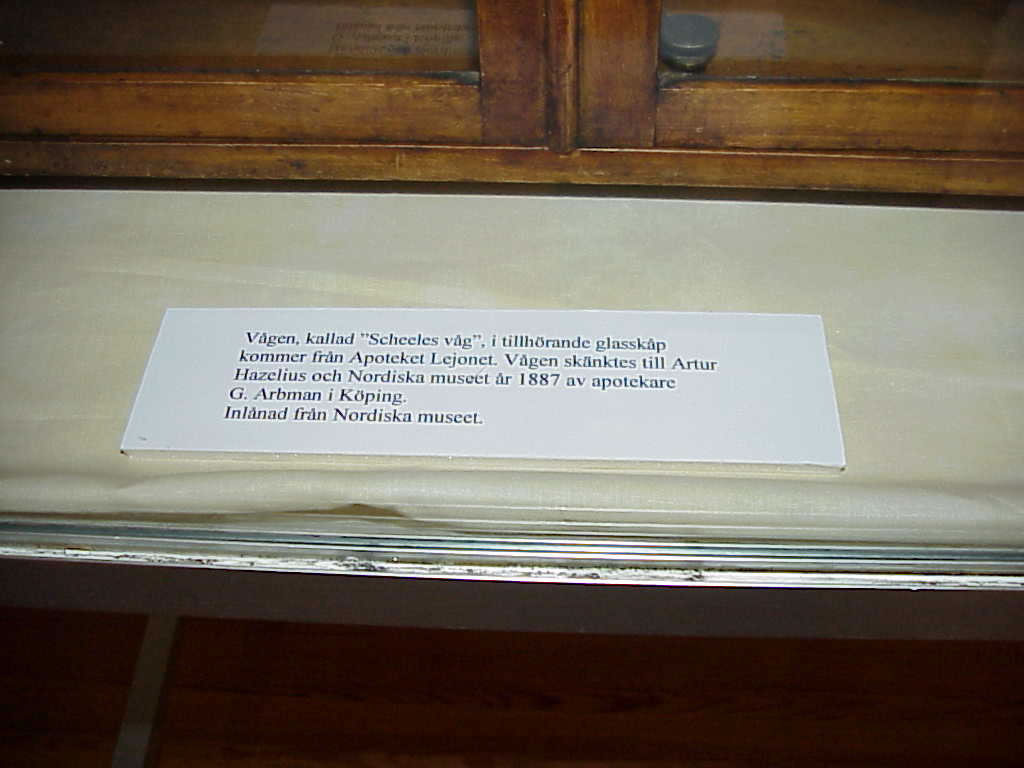 Vågen, kallad ”Scheeles våg”, i tillhörande glasskåp
kommer från Apoteket Lejonet. Vågen skänktes till Artur
Hazelius och Nordiska museet år 1887 av apotekare
G. Arbman i Köping.
Inlånad från Nordiska museet.